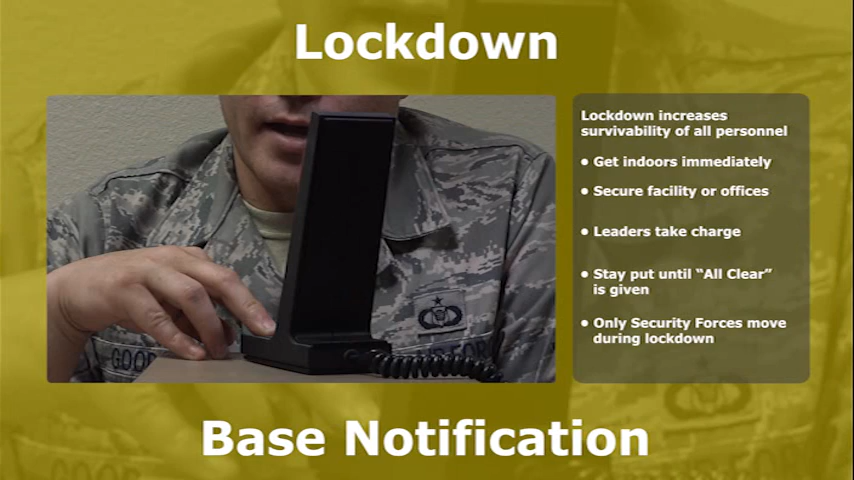 Lockdown
Lockdown increases
survivability of all personnel
• Get indoors immediately
• Secure facility or offices
• Leaders take charge
• Stay put until “All Clear”
is given
• Only Security Forces move
during lockdown
GOOD
Base Notification